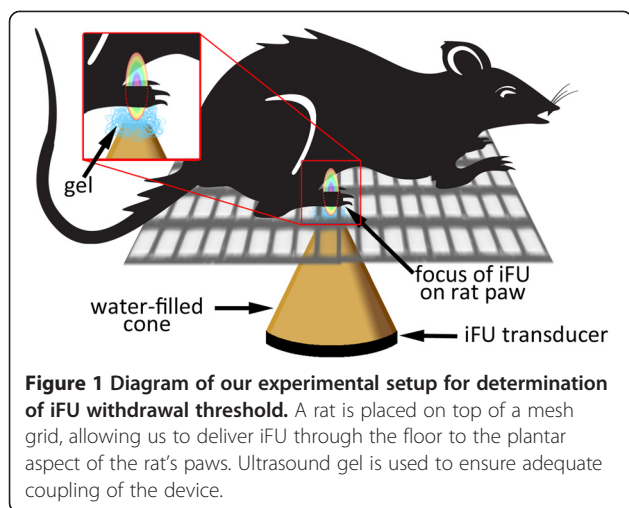 gel
focus of iFU
on rat paw
water-filled
cone
iFU transducer
Figure 1 Diagram of our experimental setup for determination
of iFU withdrawal threshold. A rat is placed on top of a mesh
grid, allowing us to deliver iFU through the floor to the plantar
aspect of the rat's paws. Ultrasound gel is used to ensure adequate
coupling of the device.